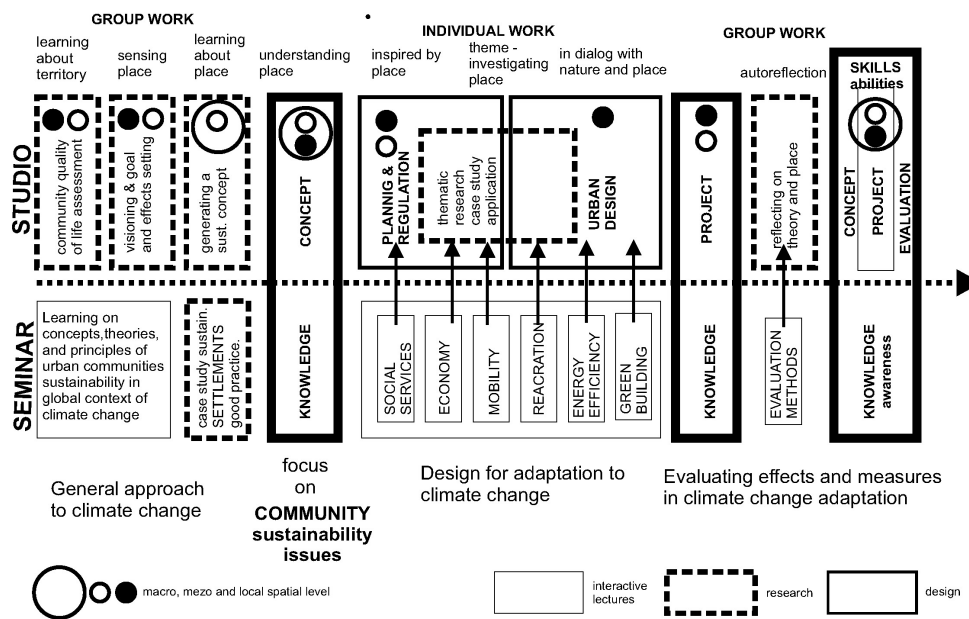 GROUP WORK
INDIVIDUAL WORK
GROUP WORK
learning
about
territory
sensing
place
learning
about
place
understanding
place
inspired by
place
theme -
investigating
place
in dialog with
nature and place
autoreflection
SKILLS
abilities
STUDIO
community quality
of life assessment
visioning & goal
and effects setting
generating a
sust. concept
CONCEPT
PLANNIG &
REGULATION
thematic
research
case study
application
URBAN
DESIGN
PROJECT
reflecting on
theory and place
CONCEPT
PROJECT
EVALUATION
SEMINAR
Learning on
concepts,theories,
and principles of
urban communities
sustainability in
global context of
climate change
case study sustain.
SETTLEMENTS
good practice.
KNOWLEDGE
SOCIAL
SERVICES
ECONOMY
MOBILITY
REACRATION
ENERGY
EFFICIENCY
GREEN
BUILDING
KNOWLEDGE
EVALUATION
METHODS
KNOWLEDGE
awareness
General approach
to climate change
focus
on
COMMUNITY
sustainability
issues
Design for adaptation to
climate change
Evaluating effects and measures
in climate change adaptation
macro, mezo and local spatial level
interactive
lectures
research
design